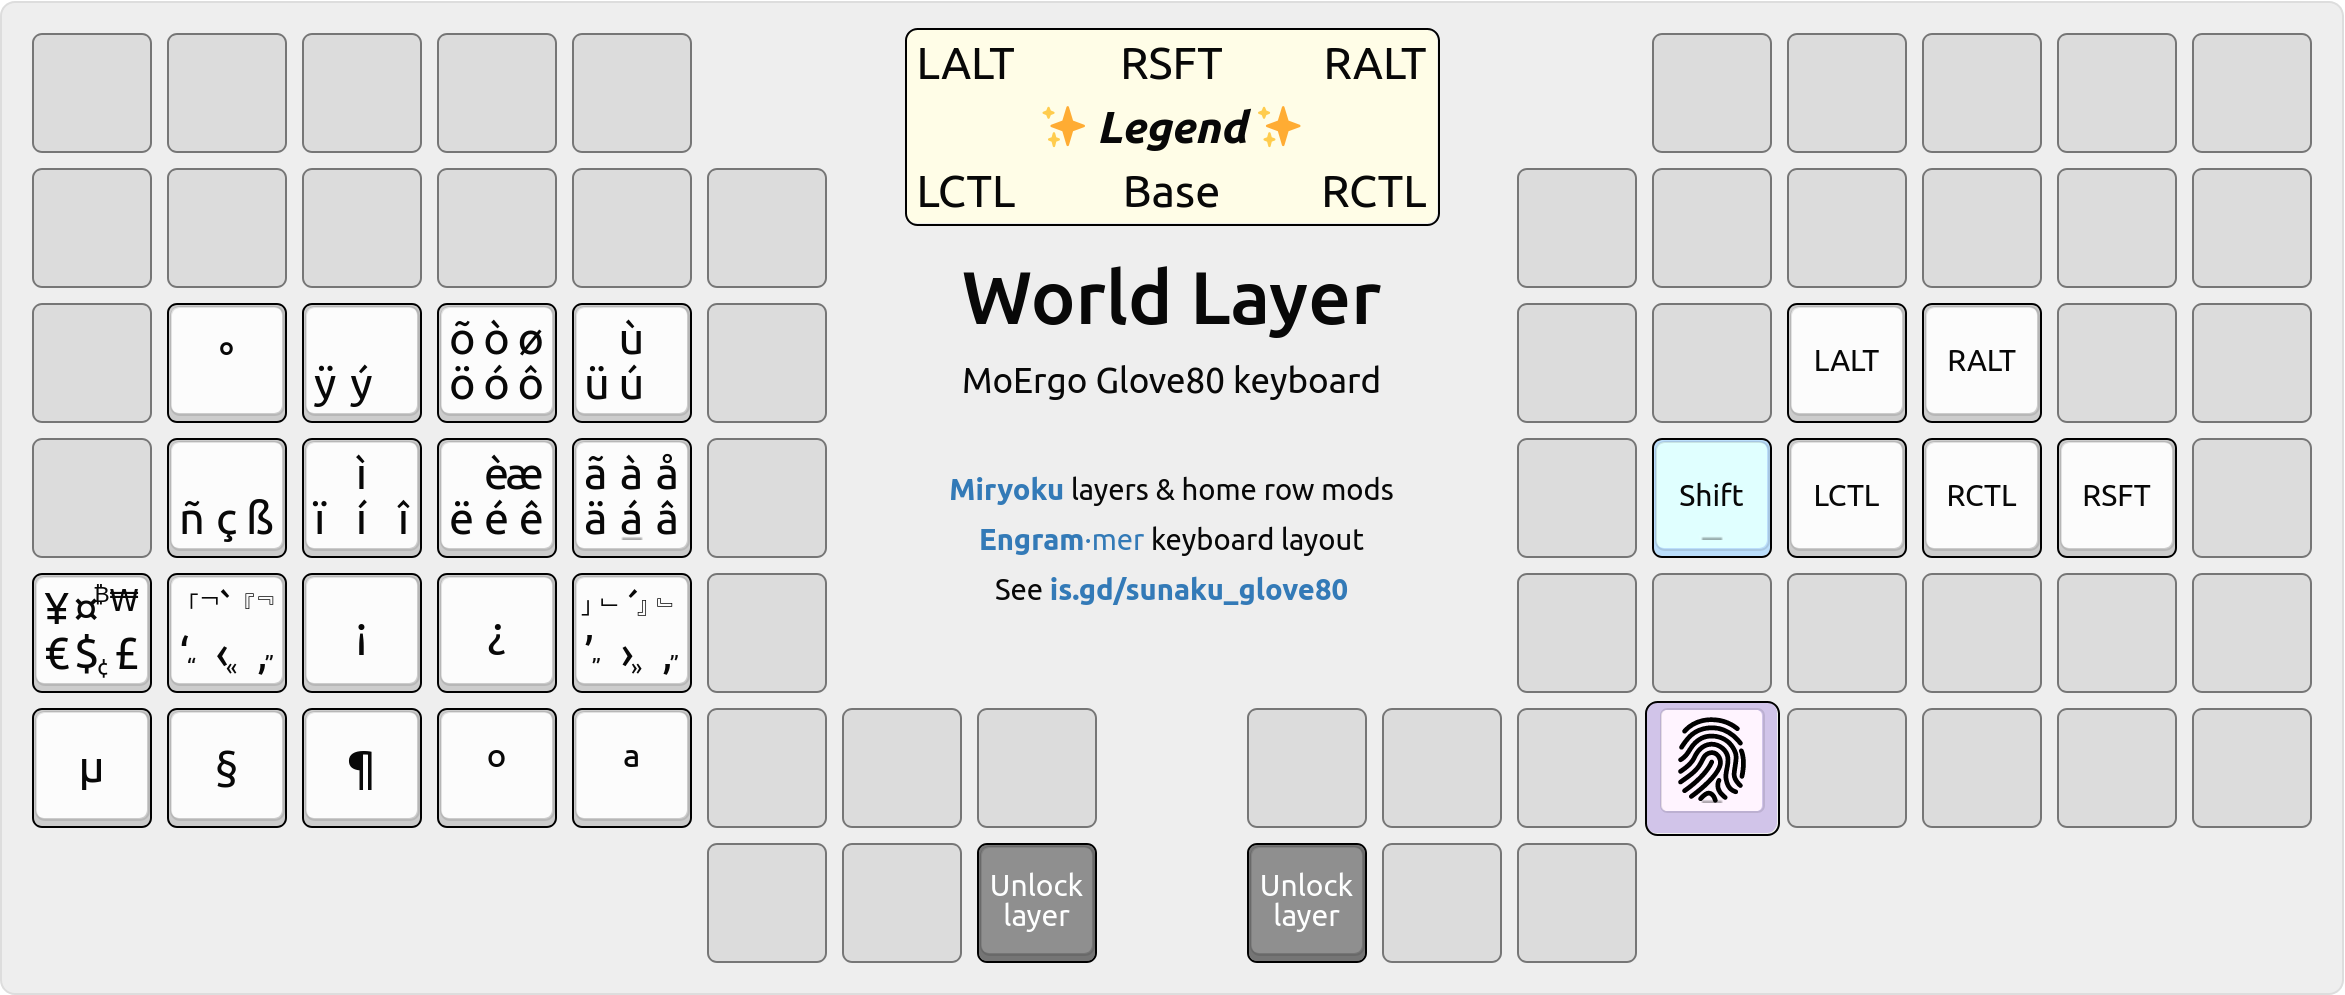 LALT RSFT RALT
✨ Legend ✨
LCTL Base RCTL
World Layer
MoErgo Glove80 keyboard
Miryoku layers & home row mods
Engram·mer keyboard layout
See is.gd/sunaku_glove80
°
ÿ ý
õ ò ø
ö ó ô
ù
ü ú
LALT
RALT
ñ ç ß
ì
ï í î
è æ
ë é ê
ã à å
ä á â
Shift
LCTL
RCTL
RSFT
¥ ¤ ₿ ₩
€ $ ¢ £
「 ﹁ ` 『 ﹃
‘ “ ‹ « ‚ „
¡
¿
」 ﹂ ´ 』 ﹄
’ ” › » ‚ „
µ
§
¶
º
ª
Unlock
layer
Unlock
layer